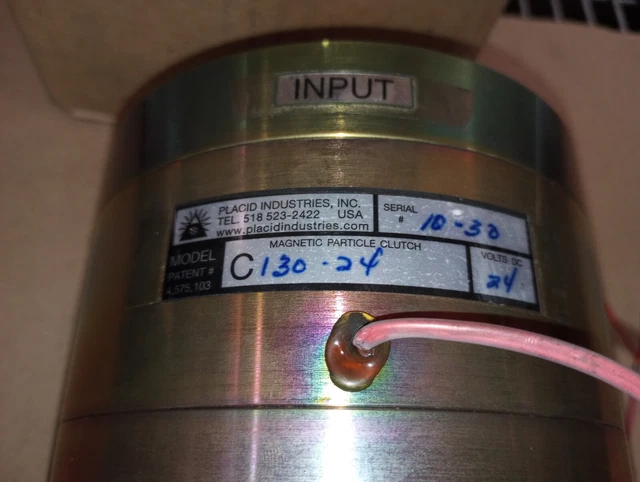 INPUT
PLACID INDUSTRIES, INC.
TEL. 518 523-2422 USA
www.placidindustries.com
SERIAL
# 10-30
MODEL
PATENT #
4,575,103
MAGNETIC PARTICLE CLUTCH
C 130-24
VOLTS DC
24